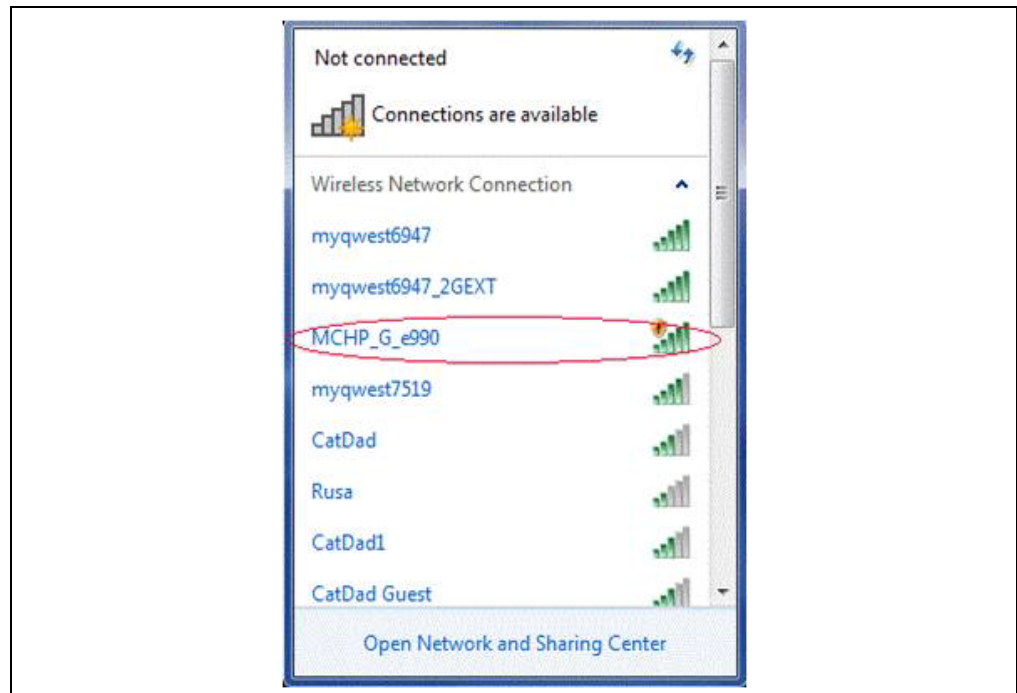 Not connected
Connections are available
Wireless Network Connection
myqwest6947
myqwest6947_2GEXT
MCHP_G_e990
myqwest7519
CatDad
Rusa
CatDad1
CatDad Guest
Open Network and Sharing Center